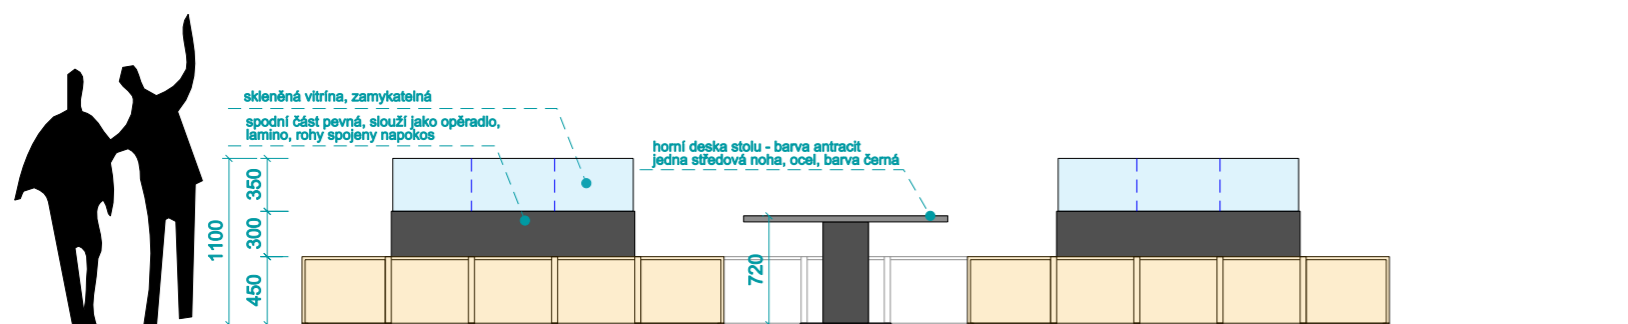 skleněná vitrína, zamykatelná
spodní část pevná, slouží jako opěradlo,
lamino, rohy spojeny napokos
horní deska stolu - barva antracit
jedna středová noha, ocel, barva černá
1100
350
300
450
720